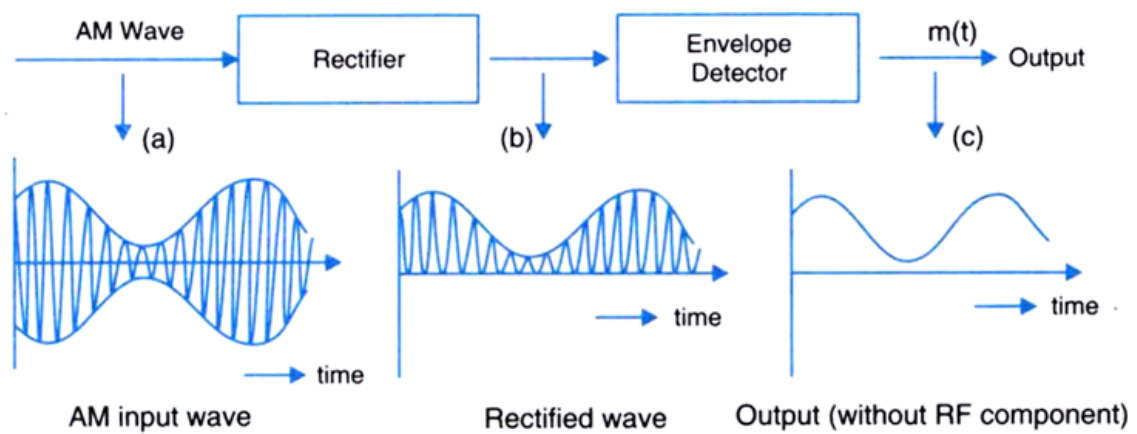 AM Wave
Rectifier
Envelope
Detector
m(t)
Output
(a)
(b)
(c)
time
time
time
AM input wave
Rectified wave
Output (without RF component)